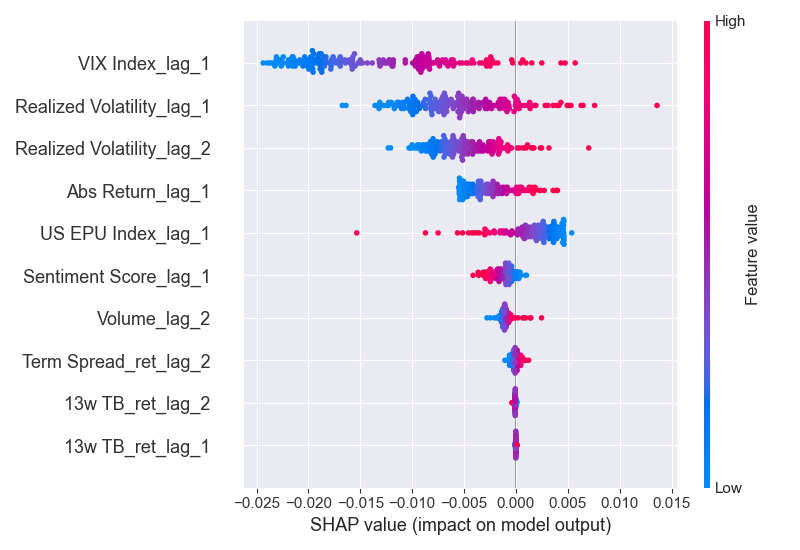 High
VIX Index_lag_1
Realized Volatility_lag_1
Realized Volatility_lag_2
Abs Return_lag_1
US EPU Index_lag_1
Sentiment Score_lag_1
Volume_lag_2
Term Spread_ret_lag_2
13w TB_ret_lag_2
13w TB_ret_lag_1
Feature value
Low
−0.025 −0.020 −0.015 −0.010 −0.005 0.000 0.005 0.010 0.015
SHAP value (impact on model output)